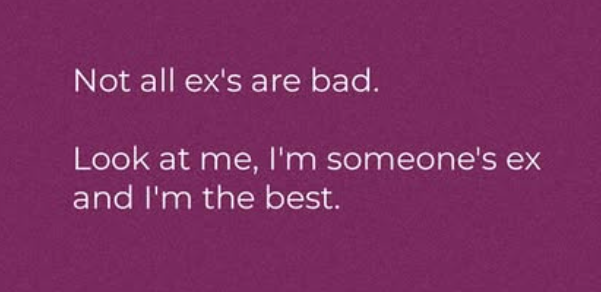 Not all ex's are bad.
Look at me, I'm someone's ex
and I'm the best.